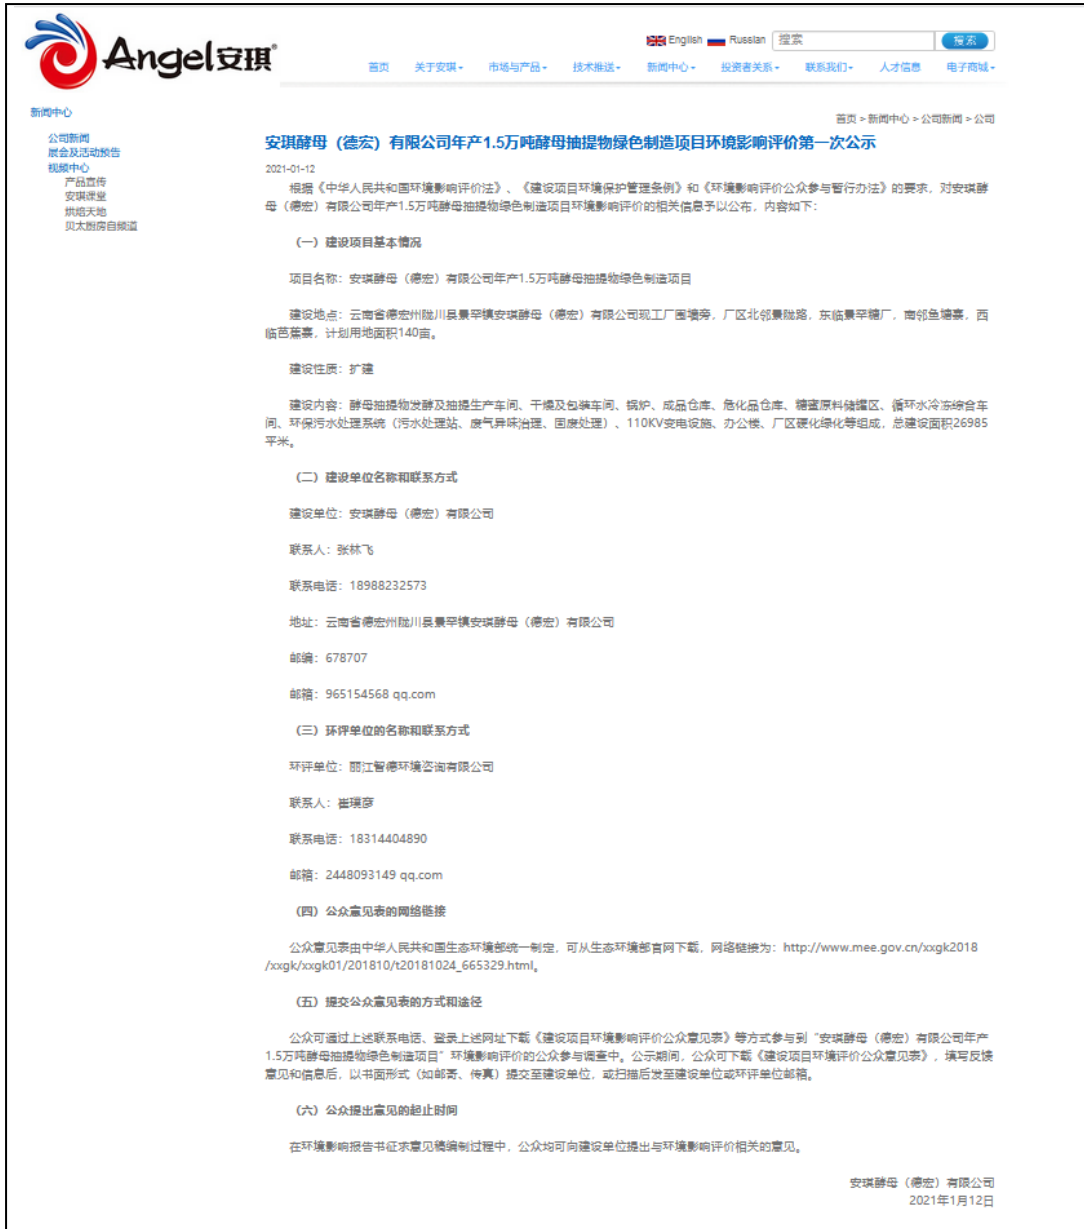 Angel安琪®
English Russian 搜索 搜索
首页 关于安琪 市场与产品 技术推送 新闻中心 投资者关系 联系我们 人才信息 电子商城
新闻中心
公司新闻
展会及活动预告
视频中心
产品宣传
安琪课堂
烘焙天地
贝太厨房自频道
首页 > 新闻中心 > 公司新闻 > 公司
安琪酵母（德宏）有限公司年产1.5万吨酵母抽提物绿色制造项目环境影响评价第一次公示
2021-01-12
根据《中华人民共和国环境影响评价法》、《建设项目环境保护管理条例》和《环境影响评价公众参与暂行办法》的要求，对安琪酵
母（德宏）有限公司年产1.5万吨酵母抽提物绿色制造项目环境影响评价的相关信息予以公布，内容如下：
（一）建设项目基本情况
项目名称：安琪酵母（德宏）有限公司年产1.5万吨酵母抽提物绿色制造项目
建设地点：云南省德宏州陇川县景罕镇安琪酵母（德宏）有限公司现工厂围墙旁，厂区北邻景陇路，东临景罕糖厂，南邻鱼塘寨，西
临芭蕉寨，计划用地面积140亩。
建设性质：扩建
建设内容：酵母抽提物发酵及抽提生产车间、干燥及包装车间、锅炉、成品仓库、危化品仓库、糖蜜原料储罐区、循环水冷冻综合车
间、环保污水处理系统（污水处理站、废气异味治理、固废处理）、110KV变电设施、办公楼、厂区硬化绿化等组成，总建设面积26985
平米。
（二）建设单位名称和联系方式
建设单位：安琪酵母（德宏）有限公司
联系人：张林飞
联系电话：18988232573
地址：云南省德宏州陇川县景罕镇安琪酵母（德宏）有限公司
邮编：678707
邮箱：965154568 qq.com
（三）环评单位的名称和联系方式
环评单位：丽江智德环境咨询有限公司
联系人：崔瑛彦
联系电话：18314404890
邮箱：2448093149 qq.com
（四）公众意见表的网络链接
公众意见表由中华人民共和国生态环境部统一制定，可从生态环境部官网下载，网络链接为：http://www.mee.gov.cn/xxgk2018
/xxgk/xxgk01/201810/t20181024_665329.html。
（五）提交公众意见表的方式和途径
公众可通过上述联系电话、登录上述网址下载《建设项目环境影响评价公众意见表》等方式参与到“安琪酵母（德宏）有限公司年产
1.5万吨酵母抽提物绿色制造项目”环境影响评价的公众参与调查中。公示期间，公众可下载《建设项目环境评价公众意见表》，填写反馈
意见和信息后，以书面形式（如邮寄、传真）提交至建设单位，或扫描后发至建设单位或环评单位邮箱。
（六）公众提出意见的起止时间
在环境影响报告书征求意见稿编制过程中，公众均可向建设单位提出与环境影响评价相关的意见。
安琪酵母（德宏）有限公司
2021年1月12日